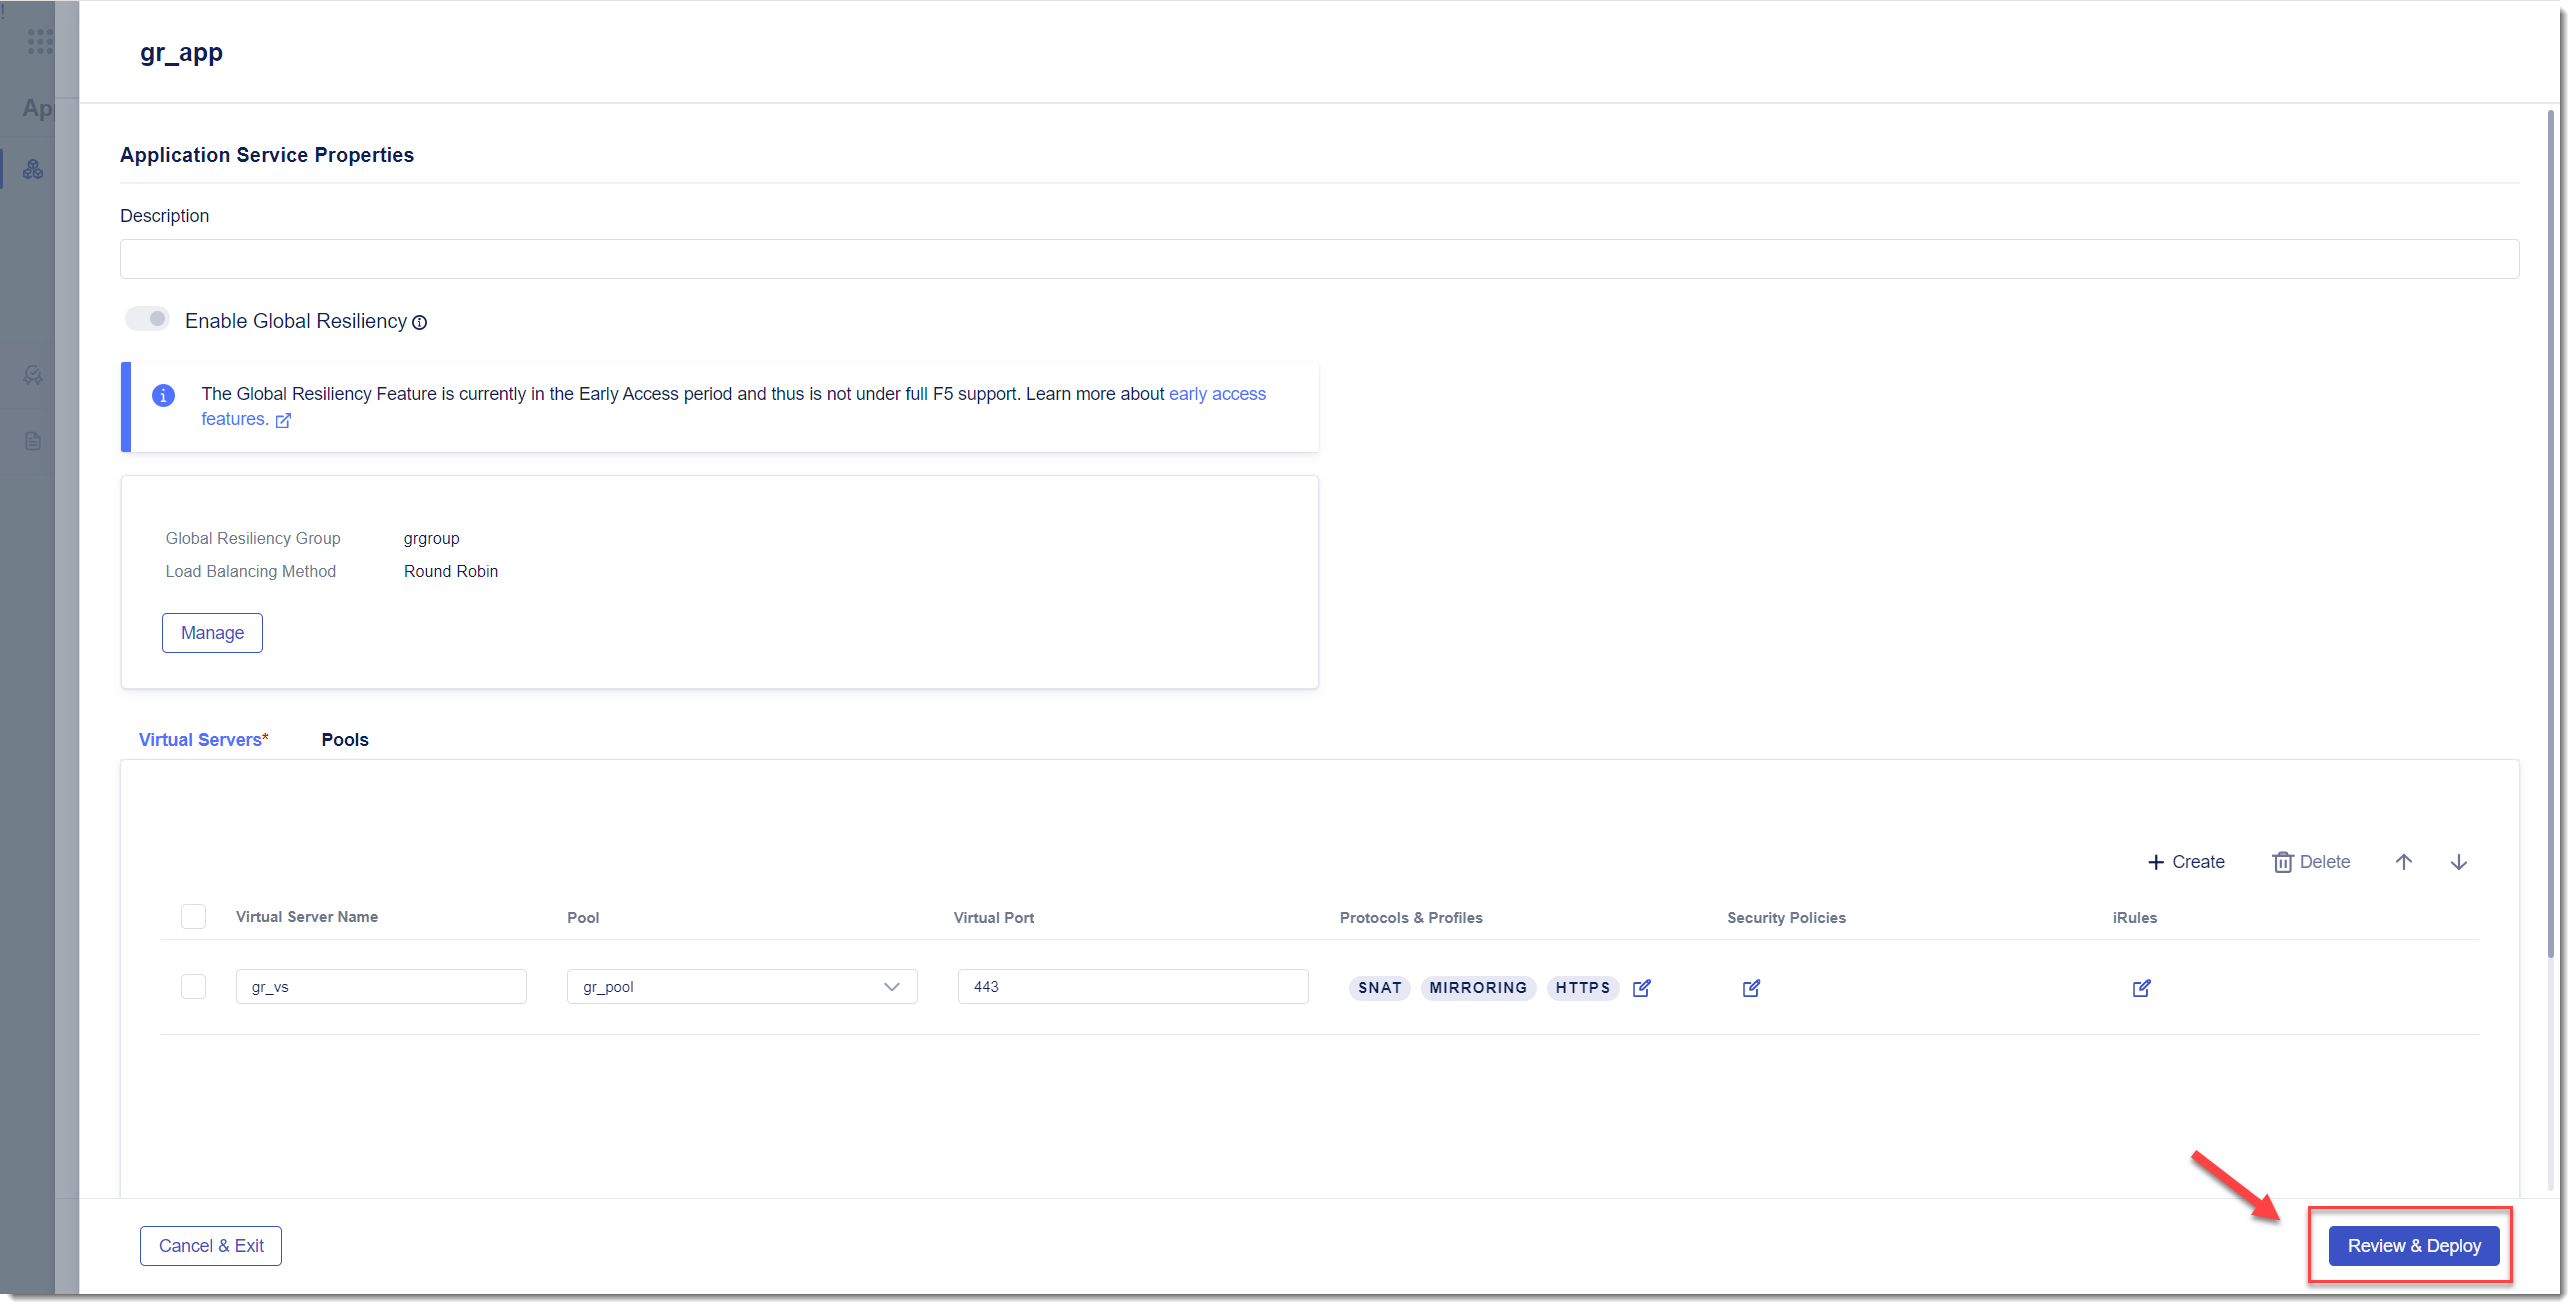 gr_app
App
Application Service Properties
Description
Enable Global Resiliency
The Global Resiliency Feature is currently in the Early Access period and thus is not under full F5 support. Learn more about early access
features.
Global Resiliency Group grgroup
Load Balancing Method Round Robin
Manage
Virtual Servers* Pools
Create Delete
Virtual Server Name Pool Virtual Port Protocols & Profiles Security Policies iRules
gr_vs gr_pool 443 SNAT MIRRORING HTTPS
Cancel & Exit Review & Deploy